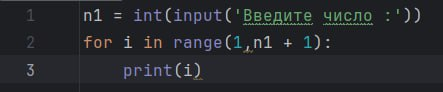 1 n1 = int(input('Введите число :'))
2 for i in range(1,n1 + 1):
3     print(i)